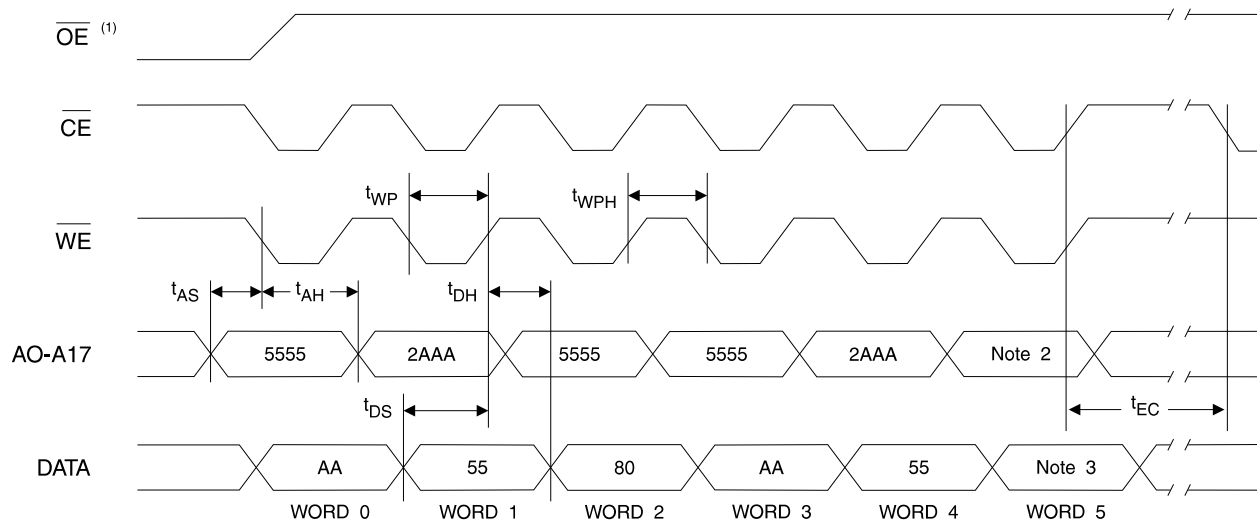 OE (1)
CE
tWP
tWPH
WE
tAS
tAH
tDH
AO-A17
5555
2AAA
5555
5555
2AAA
Note 2
tDS
tEC
DATA
AA
55
80
AA
55
Note 3
WORD 0
WORD 1
WORD 2
WORD 3
WORD 4
WORD 5